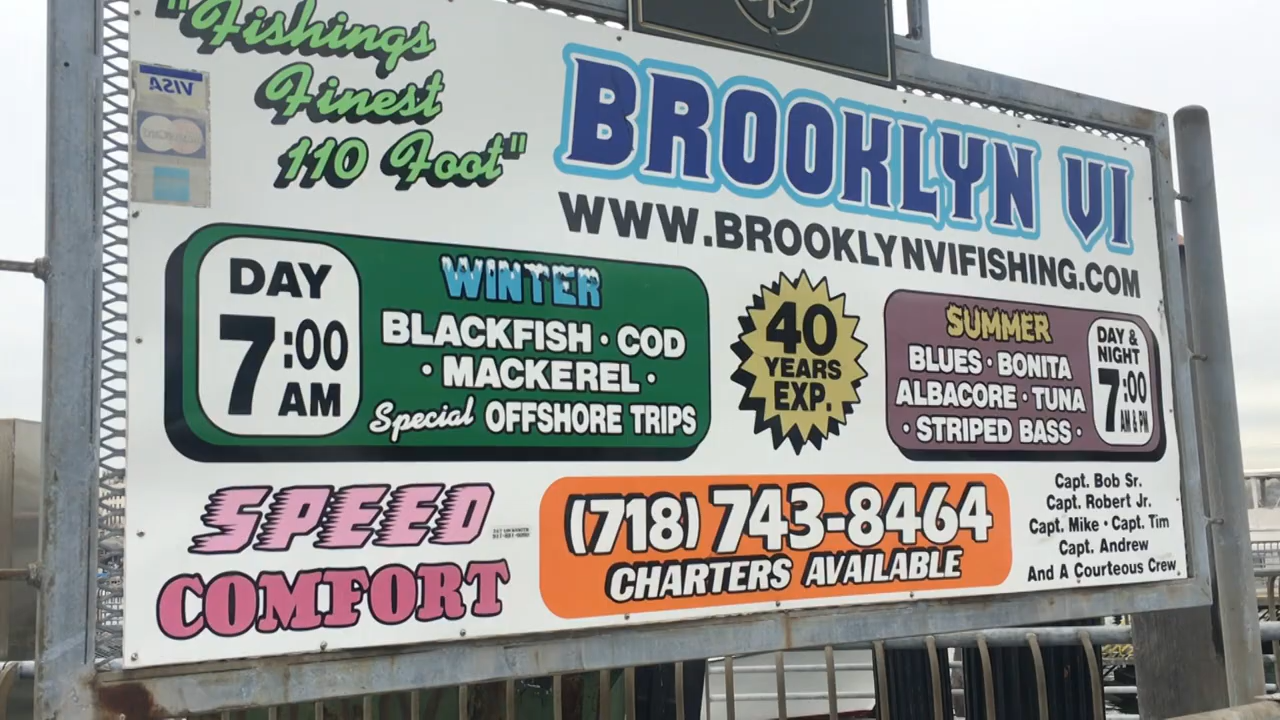 "Fishings
Finest
110 Foot"
VISA
MasterCard
BROOKLYN VI
WWW.BROOKLYNVIFISHING.COM
DAY
7:00
AM
WINTER
BLACKFISH · COD
· MACKEREL ·
Special OFFSHORE TRIPS
40
YEARS
EXP.
SUMMER
BLUES · BONITA
ALBACORE · TUNA
· STRIPED BASS ·
DAY &
NIGHT
7:00
AM & PM
SPEED
COMFORT
(718) 743-8464
CHARTERS AVAILABLE
Capt. Bob Sr.
Capt. Robert Jr.
Capt. Mike · Capt. Tim
Capt. Andrew
And A Courteous Crew